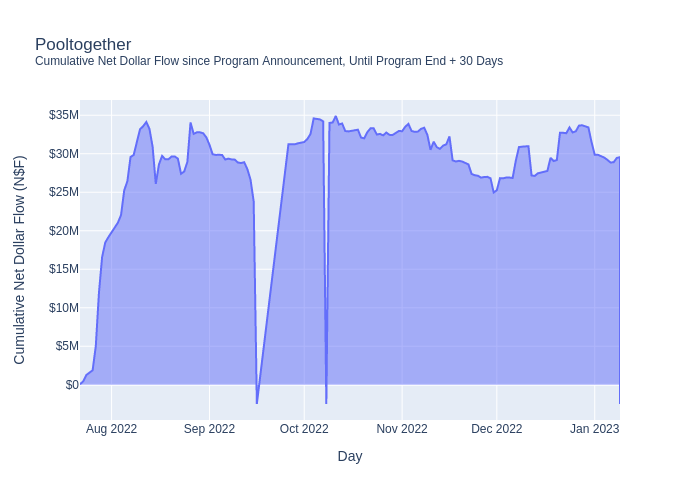 Pooltogether
Cumulative Net Dollar Flow since Program Announcement, Until Program End + 30 Days
Cumulative Net Dollar Flow (N$F)
$35M
$30M
$25M
$20M
$15M
$10M
$5M
$0
Aug 2022
Sep 2022
Oct 2022
Nov 2022
Dec 2022
Jan 2023
Day